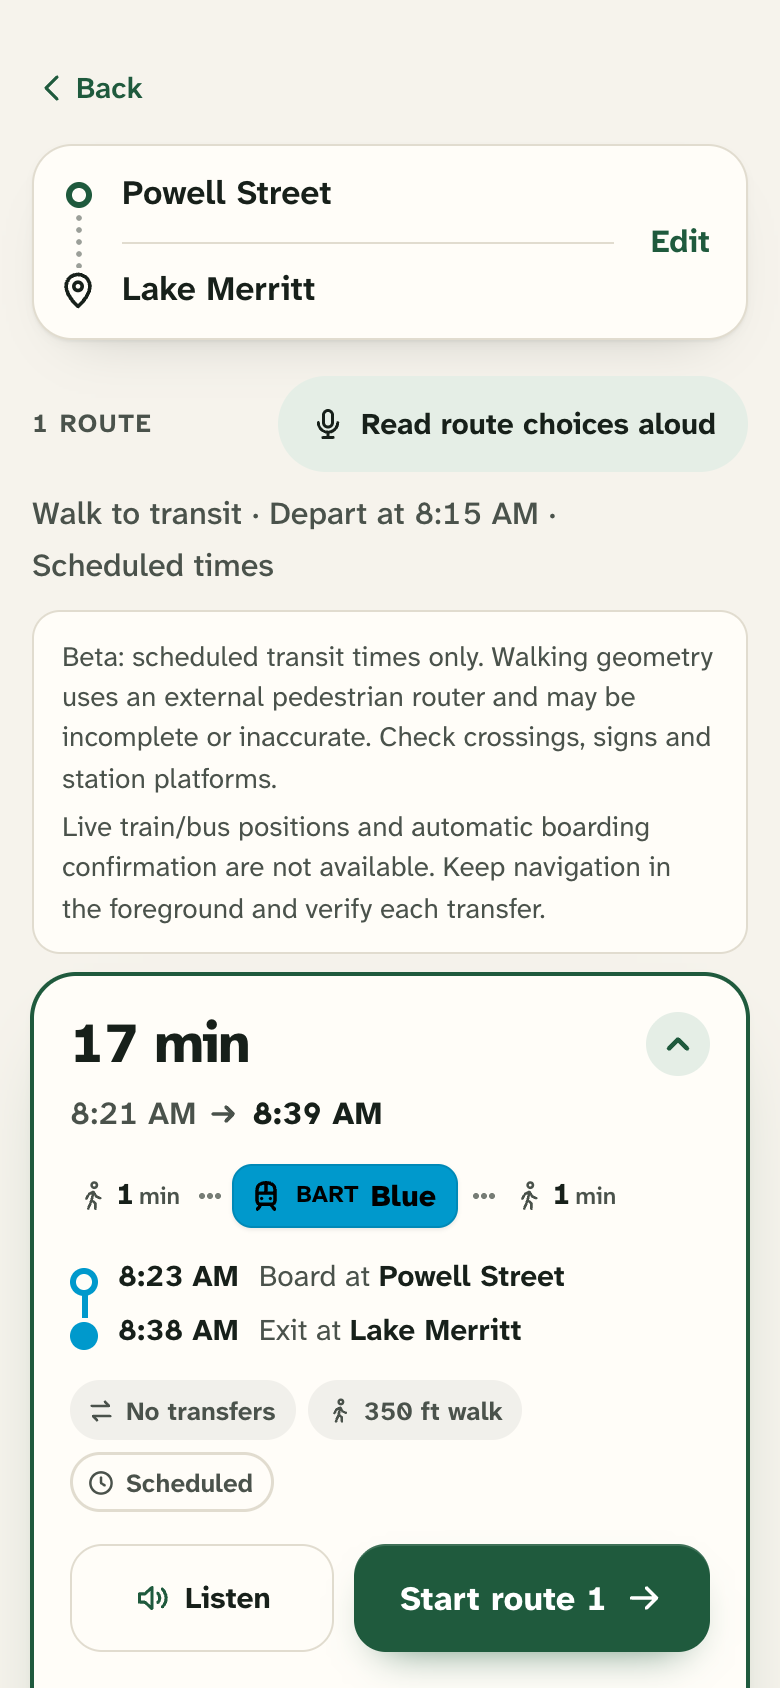 Back
Powell Street
Edit
Lake Merritt
1 ROUTE
Read route choices aloud
Walk to transit · Depart at 8:15 AM ·
Scheduled times
Beta: scheduled transit times only. Walking geometry
uses an external pedestrian router and may be
incomplete or inaccurate. Check crossings, signs and
station platforms.
Live train/bus positions and automatic boarding
confirmation are not available. Keep navigation in
the foreground and verify each transfer.
17 min
8:21 AM → 8:39 AM
1 min ••• BART Blue ••• 1 min
8:23 AM Board at Powell Street
8:38 AM Exit at Lake Merritt
No transfers 350 ft walk
Scheduled
Listen Start route 1 →